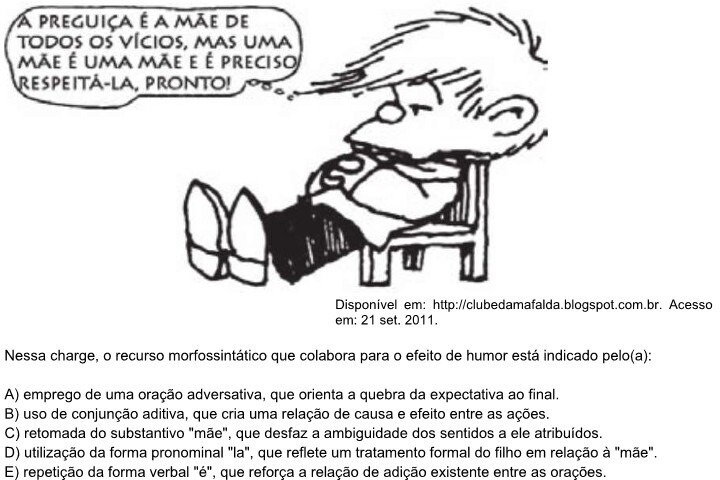 A PREGUIÇA É A MÃE DE
TODOS OS VÍCIOS, MAS UMA
MÃE É UMA MÃE E É PRECISO
RESPEITÁ-LA, PRONTO!
Disponível em: http://clubedamafalda.blogspot.com.br. Acesso
em: 21 set. 2011.
Nessa charge, o recurso morfossintático que colabora para o efeito de humor está indicado pelo(a):
A) emprego de uma oração adversativa, que orienta a quebra da expectativa ao final.
B) uso de conjunção aditiva, que cria uma relação de causa e efeito entre as ações.
C) retomada do substantivo "mãe", que desfaz a ambiguidade dos sentidos a ele atribuídos.
D) utilização da forma pronominal "la", que reflete um tratamento formal do filho em relação à "mãe".
E) repetição da forma verbal "é", que reforça a relação de adição existente entre as orações.